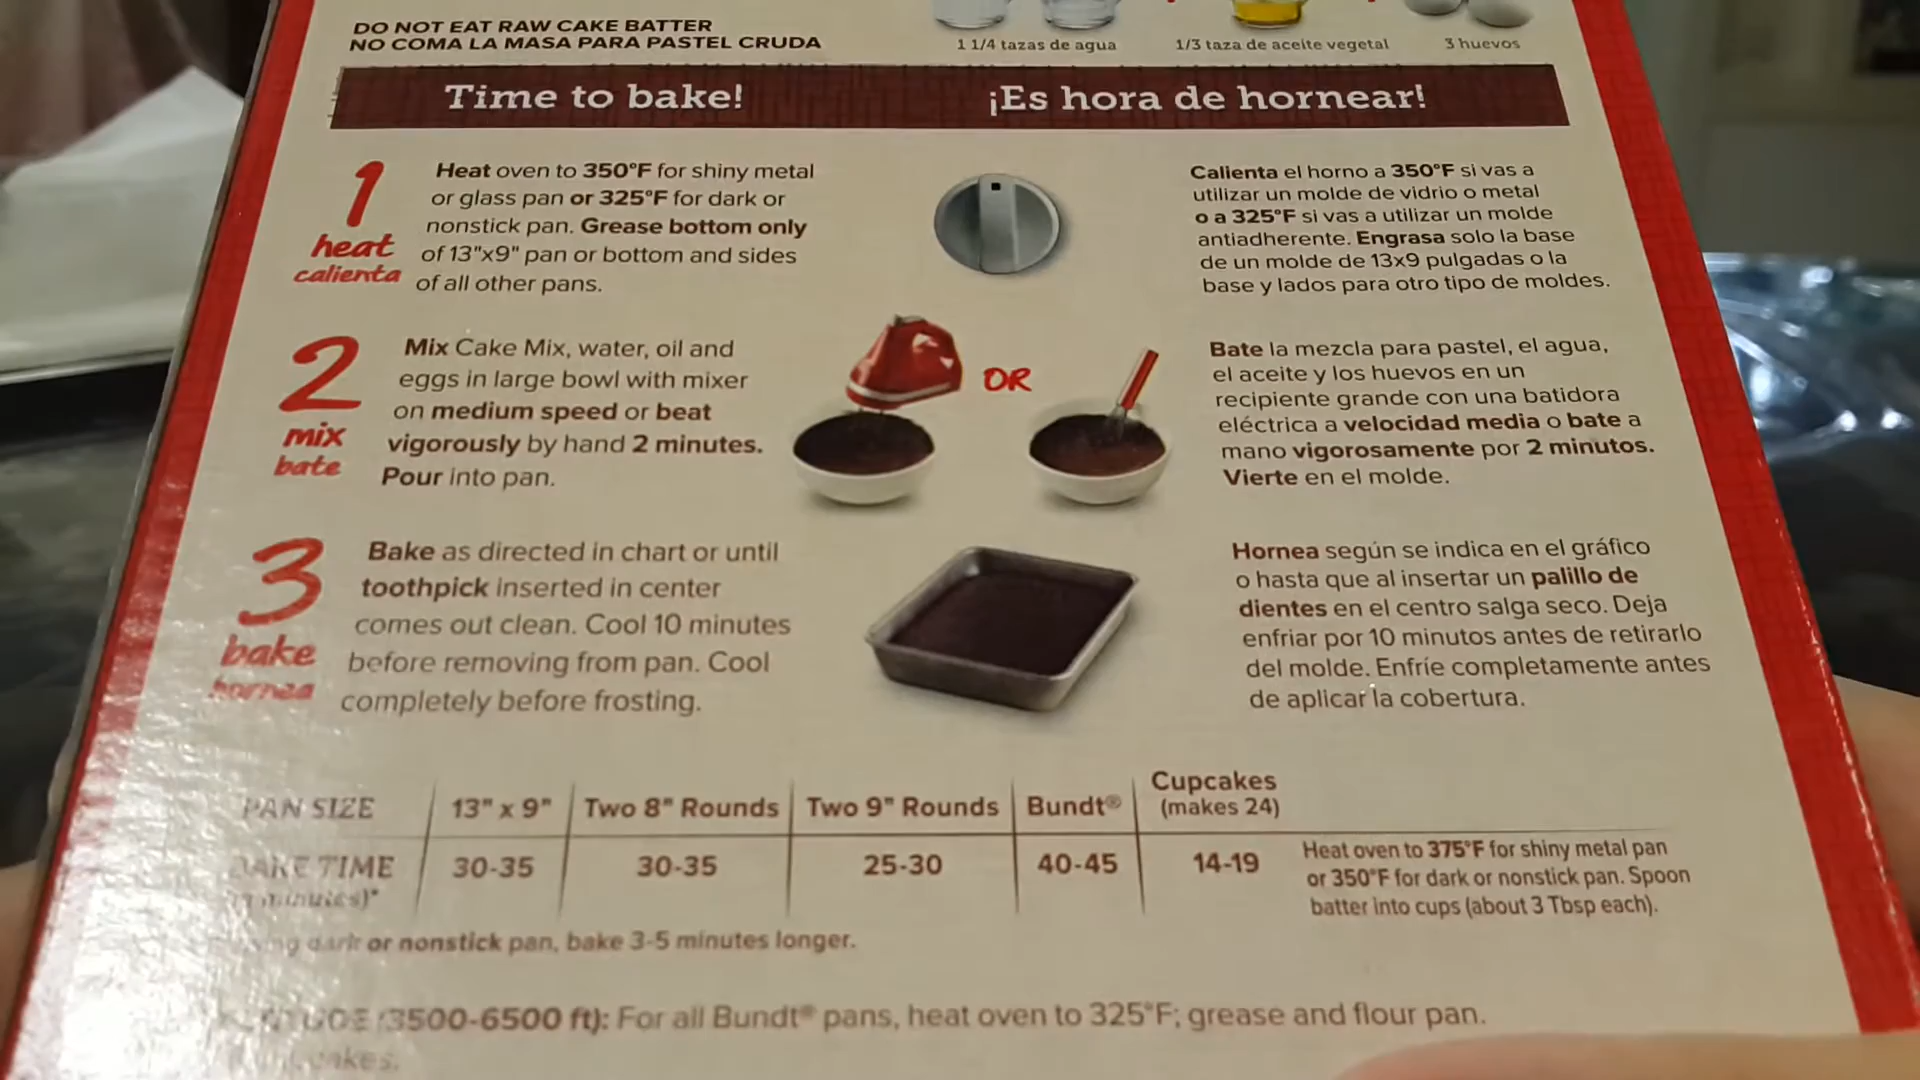 DO NOT EAT RAW CAKE BATTER
NO COMA LA MASA PARA PASTEL CRUDA
1 1/4 tazas de agua
1/3 taza de aceite vegetal
3 huevos
Time to bake!
¡Es hora de hornear!
1
heat
calienta
Heat oven to 350°F for shiny metal
or glass pan or 325°F for dark or
nonstick pan. Grease bottom only
of 13"x9" pan or bottom and sides
of all other pans.
Calienta el horno a 350°F si vas a
utilizar un molde de vidrio o metal
o a 325°F si vas a utilizar un molde
antiadherente. Engrasa solo la base
de un molde de 13x9 pulgadas o la
base y lados para otro tipo de moldes.
2
mix
bate
Mix Cake Mix, water, oil and
eggs in large bowl with mixer
on medium speed or beat
vigorously by hand 2 minutes.
Pour into pan.
OR
Bate la mezcla para pastel, el agua,
el aceite y los huevos en un
recipiente grande con una batidora
eléctrica a velocidad media o bate a
mano vigorosamente por 2 minutos.
Vierte en el molde.
3
bake
hornea
Bake as directed in chart or until
toothpick inserted in center
comes out clean. Cool 10 minutes
before removing from pan. Cool
completely before frosting.
Hornea según se indica en el gráfico
o hasta que al insertar un palillo de
dientes en el centro salga seco. Deja
enfriar por 10 minutos antes de retirarlo
del molde. Enfríe completamente antes
de aplicar la cobertura.
PAN SIZE 13" x 9" Two 8" Rounds Two 9" Rounds Bundt® Cupcakes
(makes 24)
BAKE TIME 30-35 30-35 25-30 40-45 14-19
minutes)*
Heat oven to 375°F for shiny metal pan
or 350°F for dark or nonstick pan. Spoon
batter into cups (about 3 Tbsp each).
dark or nonstick pan, bake 3-5 minutes longer.
(3500-6500 ft): For all Bundt® pans, heat oven to 325°F; grease and flour pan.